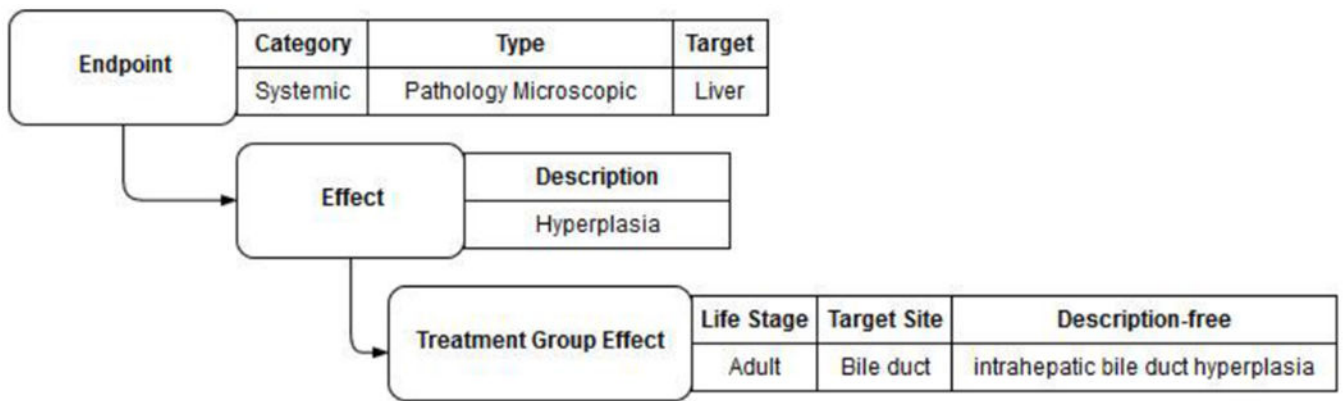 Endpoint
Category Type Target
Systemic Pathology Microscopic Liver
Effect
Description
Hyperplasia
Treatment Group Effect
Life Stage Target Site Description-free
Adult Bile duct intrahepatic bile duct hyperplasia